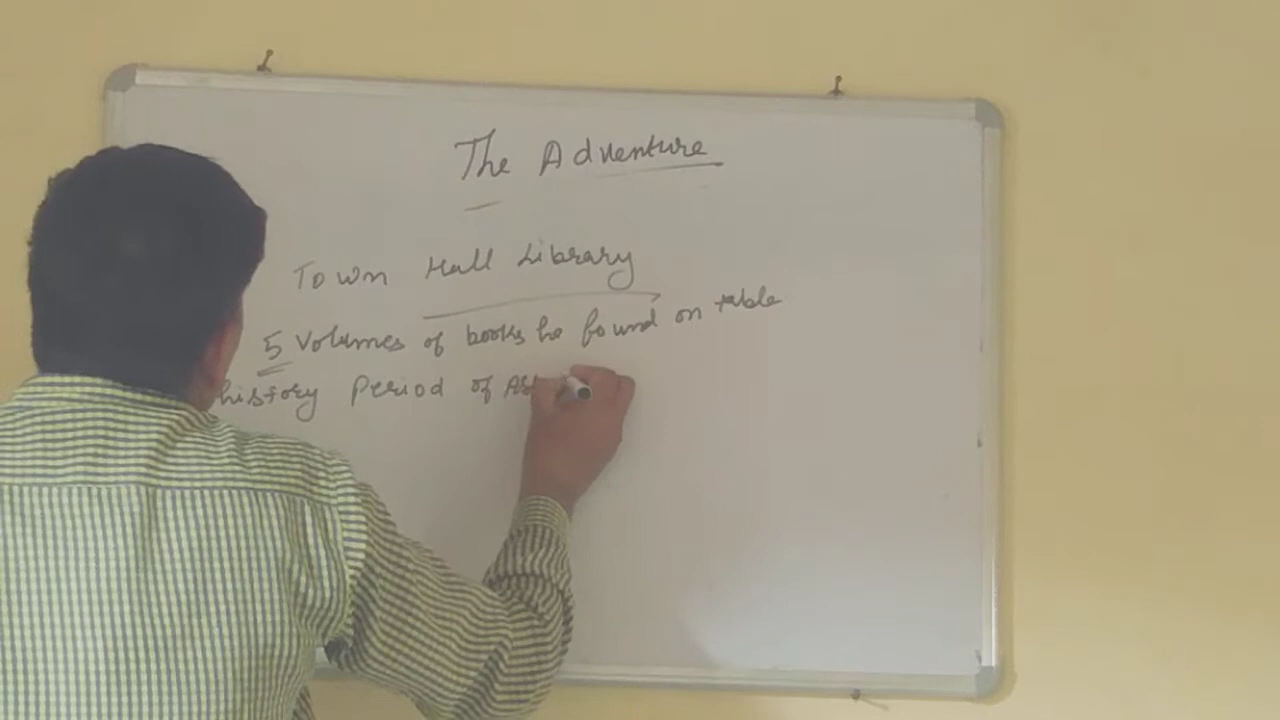 The Adventure
Town Hall Library
5 Volumes of books he found on table
history Period of